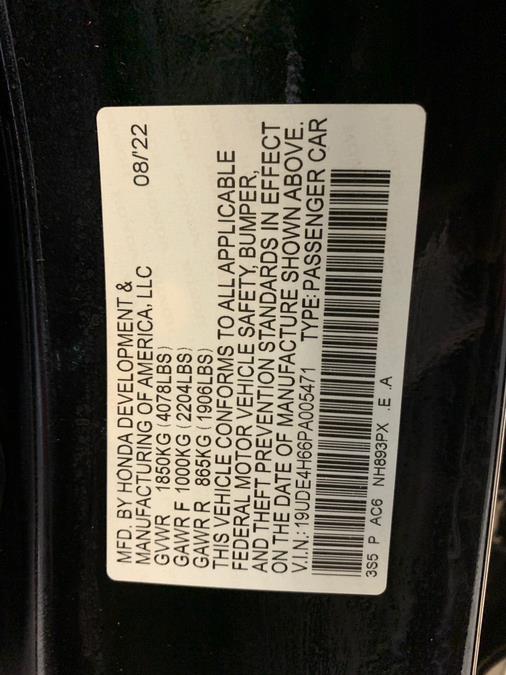 MFD. BY HONDA DEVELOPMENT &
MANUFACTURING OF AMERICA, LLC 08/'22
GVWR 1850KG (4078LBS)
GAWR F 1000KG (2204LBS)
GAWR R 865KG (1906LBS)
THIS VEHICLE CONFORMS TO ALL APPLICABLE
FEDERAL MOTOR VEHICLE SAFETY, BUMPER,
AND THEFT PREVENTION STANDARDS IN EFFECT
ON THE DATE OF MANUFACTURE SHOWN ABOVE.
V.I.N.: 19UDE4H66PA005471 TYPE: PASSENGER CAR
3S5 P AC6 NH893PX .E .A